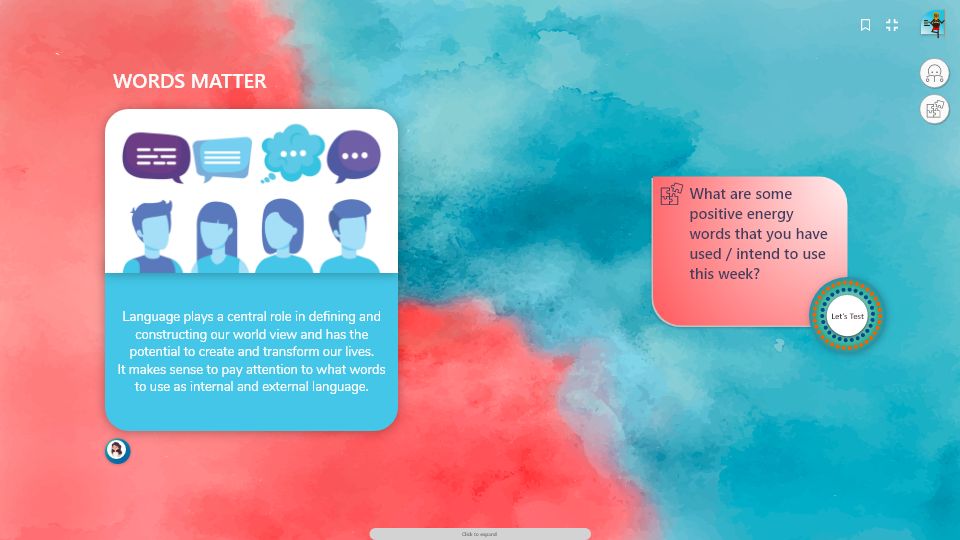 WORDS MATTER
Language plays a central role in defining and
constructing our world view and has the
potential to create and transform our lives.
It makes sense to pay attention to what words
to use as internal and external language.
What are some
positive energy
words that you have
used / intend to use
this week?
Let's Test
Click to expand